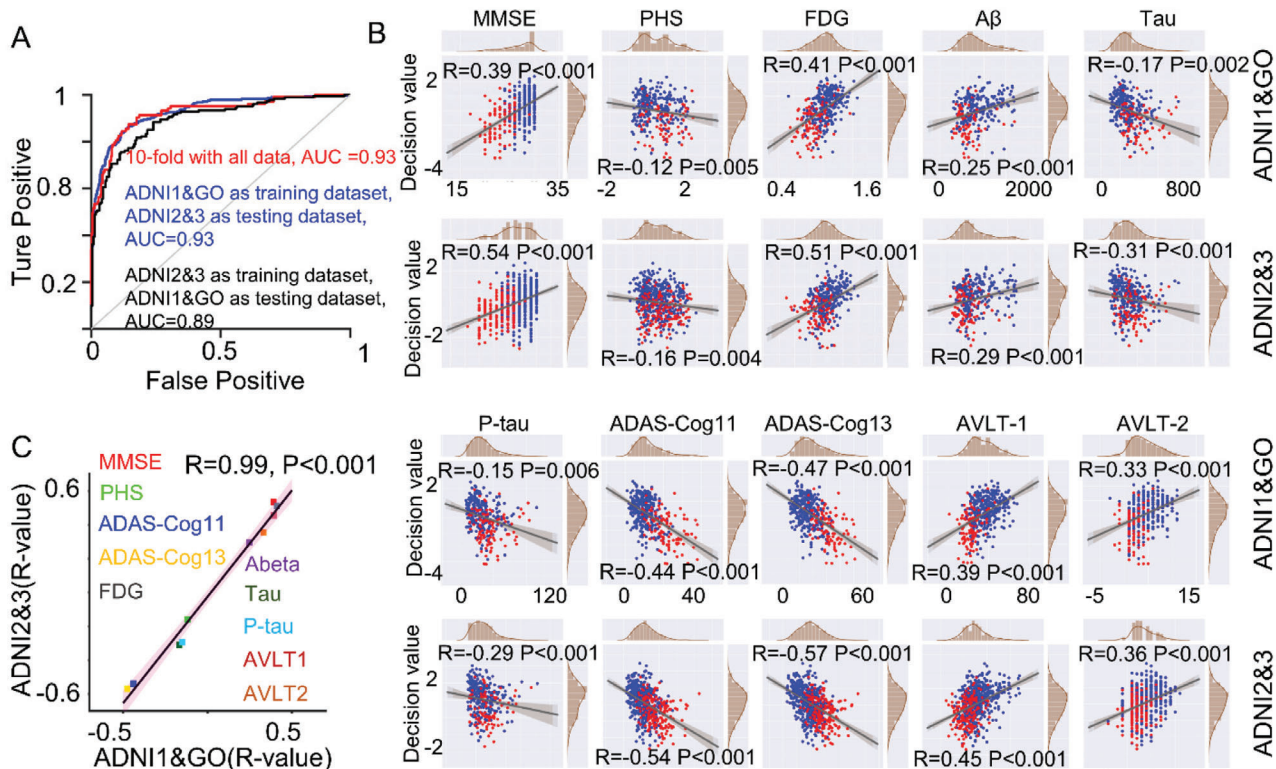 A
Ture Positive
1
0.8
0.2
0
0.5
1
False Positive
10-fold with all data, AUC =0.93
ADNI1&GO as training dataset,
ADNI2&3 as testing dataset,
AUC=0.93
ADNI2&3 as training dataset,
ADNI1&GO as testing dataset,
AUC=0.89
B
MMSE PHS FDG Aβ Tau
Decision value
2
-4
R=0.39 P<0.001
R=-0.12 P=0.005
R=0.41 P<0.001
R=0.25 P<0.001
R=-0.17 P=0.002
15 35 -2 2 0.4 1.6 0 2000 0 800
ADNI1&GO
Decision value
2
-2
R=0.54 P<0.001
R=-0.16 P=0.004
R=0.51 P<0.001
R=0.29 P<0.001
R=-0.31 P<0.001
ADNI2&3
P-tau ADAS-Cog11 ADAS-Cog13 AVLT-1 AVLT-2
Decision value
2
-4
R=-0.15 P=0.006
R=-0.44 P<0.001
R=-0.47 P<0.001
R=0.39 P<0.001
R=0.33 P<0.001
0 120 0 40 0 60 0 80 -5 15
ADNI1&GO
Decision value
2
-2
R=-0.29 P<0.001
R=-0.54 P<0.001
R=-0.57 P<0.001
R=0.45 P<0.001
R=0.36 P<0.001
ADNI2&3
C
R=0.99, P<0.001
MMSE
PHS
ADAS-Cog11
ADAS-Cog13
FDG
Abeta
Tau
P-tau
AVLT1
AVLT2
ADNI2&3(R-value)
0.6
-0.6
-0.5
0.5
ADNI1&GO(R-value)